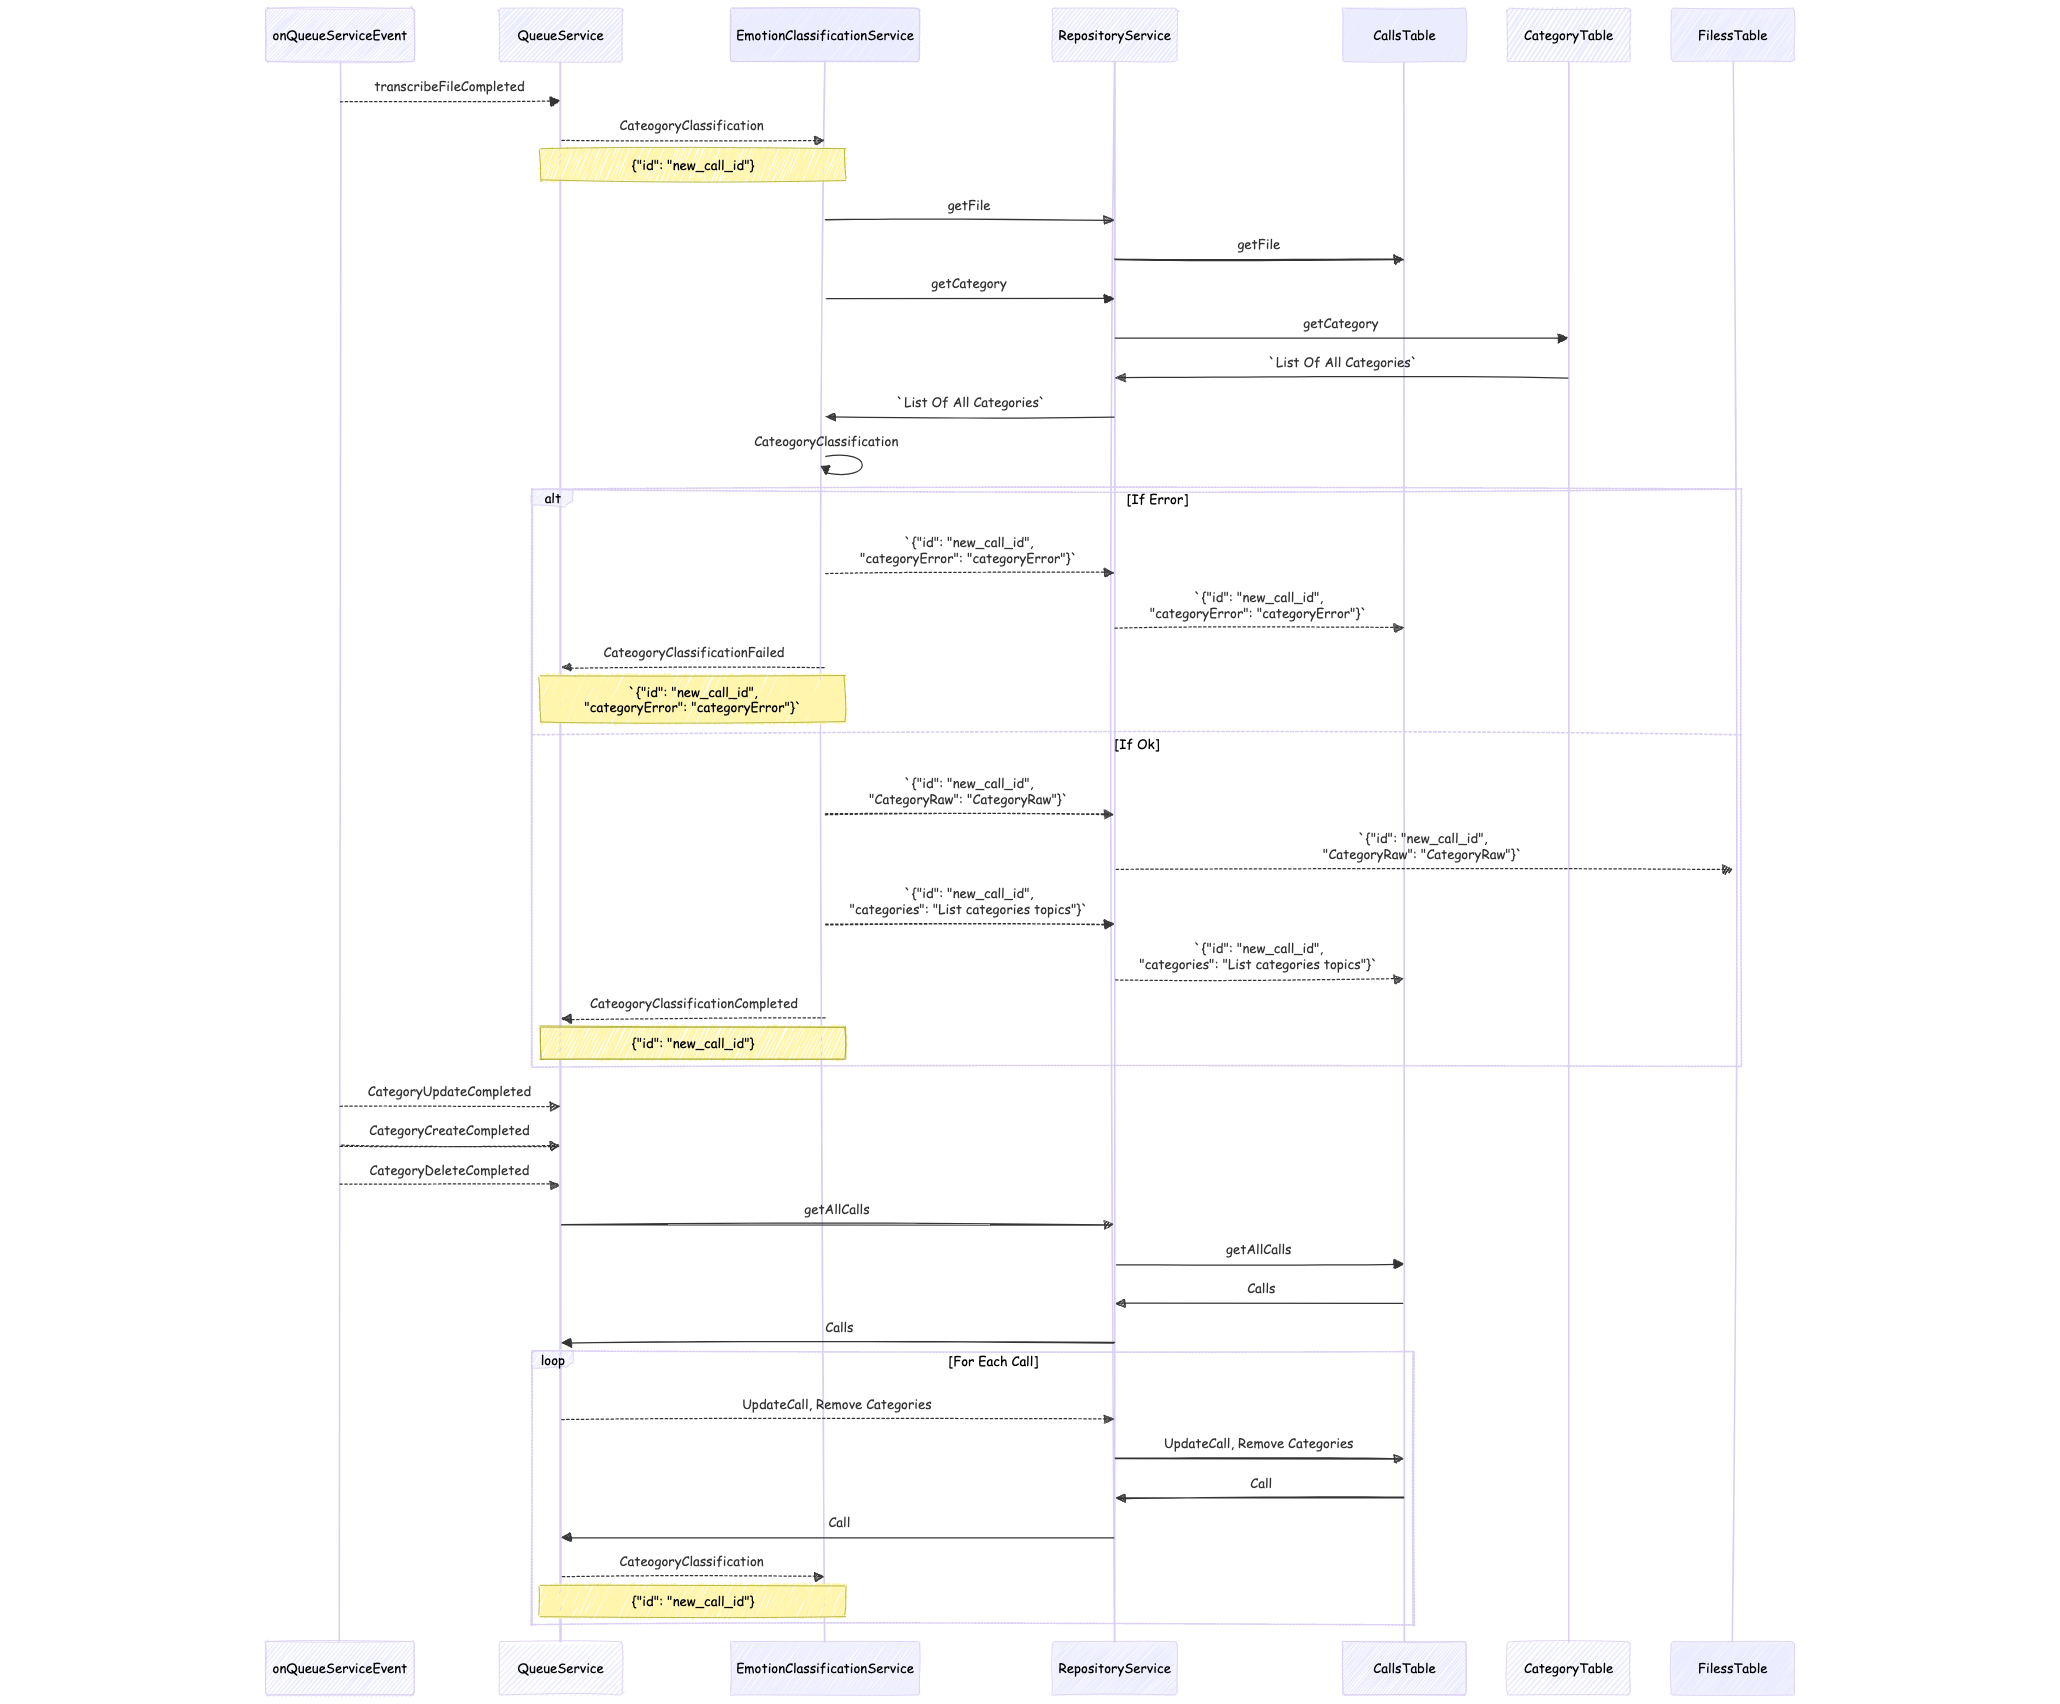 onQueueServiceEvent
QueueService
EmotionClassificationService
RepositoryService
CallsTable
CategoryTable
FilessTable
transcribeFileCompleted
CateogoryClassification
{"id": "new_call_id"}
getFile
getFile
getCategory
getCategory
`List Of All Categories`
`List Of All Categories`
CateogoryClassification
alt
[If Error]
`{"id": "new_call_id",
"categoryError": "categoryError"}`
`{"id": "new_call_id",
"categoryError": "categoryError"}`
CateogoryClassificationFailed
`{"id": "new_call_id",
"categoryError": "categoryError"}`
[If Ok]
`{"id": "new_call_id",
"CategoryRaw": "CategoryRaw"}`
`{"id": "new_call_id",
"CategoryRaw": "CategoryRaw"}`
`{"id": "new_call_id",
"categories": "List categories topics"}`
`{"id": "new_call_id",
"categories": "List categories topics"}`
CateogoryClassificationCompleted
{"id": "new_call_id"}
CategoryUpdateCompleted
CategoryCreateCompleted
CategoryDeleteCompleted
getAllCalls
getAllCalls
Calls
Calls
loop
[For Each Call]
UpdateCall, Remove Categories
UpdateCall, Remove Categories
Call
Call
CateogoryClassification
{"id": "new_call_id"}
onQueueServiceEvent
QueueService
EmotionClassificationService
RepositoryService
CallsTable
CategoryTable
FilessTable